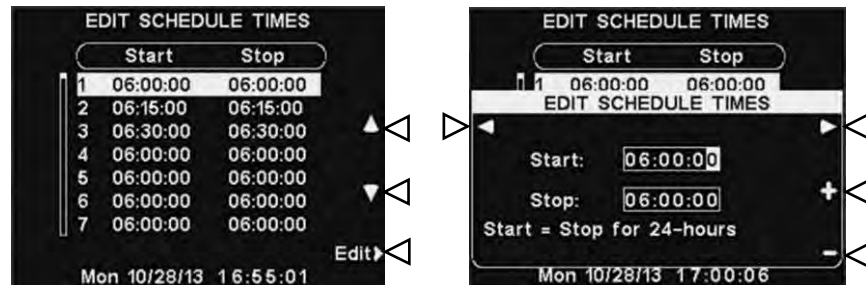 EDIT SCHEDULE TIMES
Start Stop
1 06:00:00 06:00:00
2 06:15:00 06:15:00
3 06:30:00 06:30:00
4 06:00:00 06:00:00
5 06:00:00 06:00:00
6 06:00:00 06:00:00
7 06:00:00 06:00:00
Edit
Mon 10/28/13 16:55:01
EDIT SCHEDULE TIMES
Start Stop
1 06:00:00 06:00:00
EDIT SCHEDULE TIMES
Start: 06:00:00
Stop: 06:00:00
Start = Stop for 24-hours
Mon 10/28/13 17:00:06